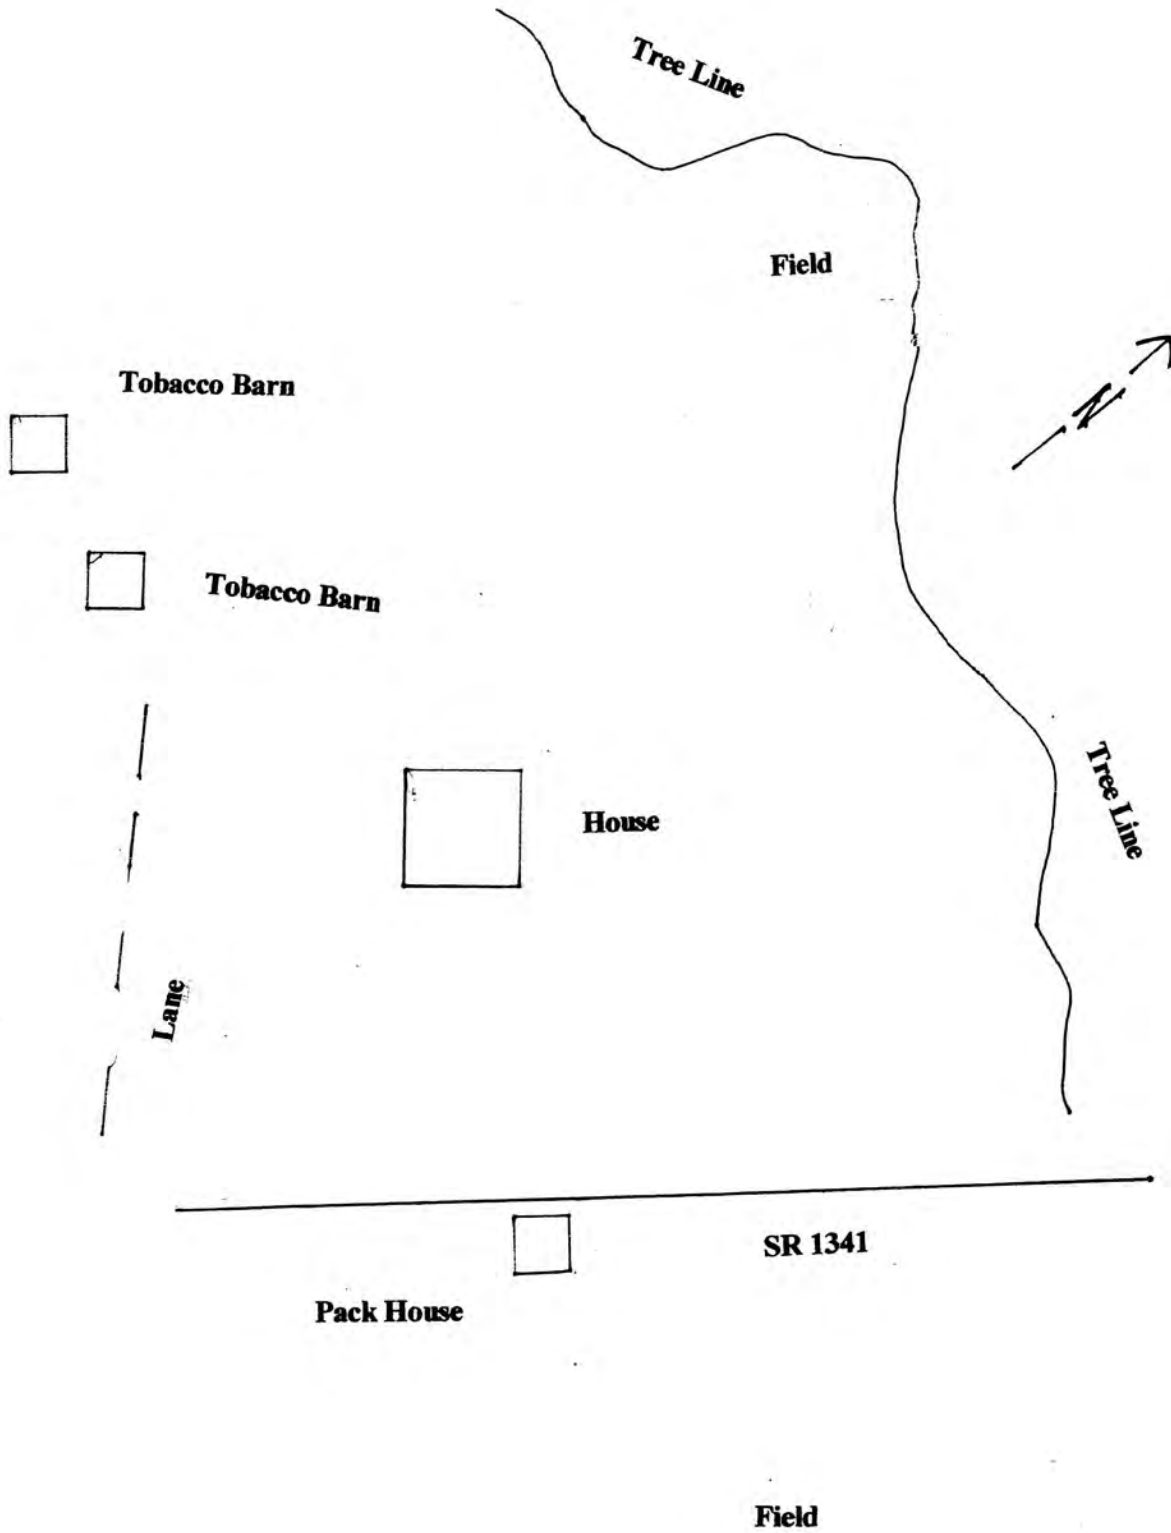 Tree Line
Field
Tobacco Barn
N
Tobacco Barn
House
Tree Line
Lane
SR 1341
Pack House
Field